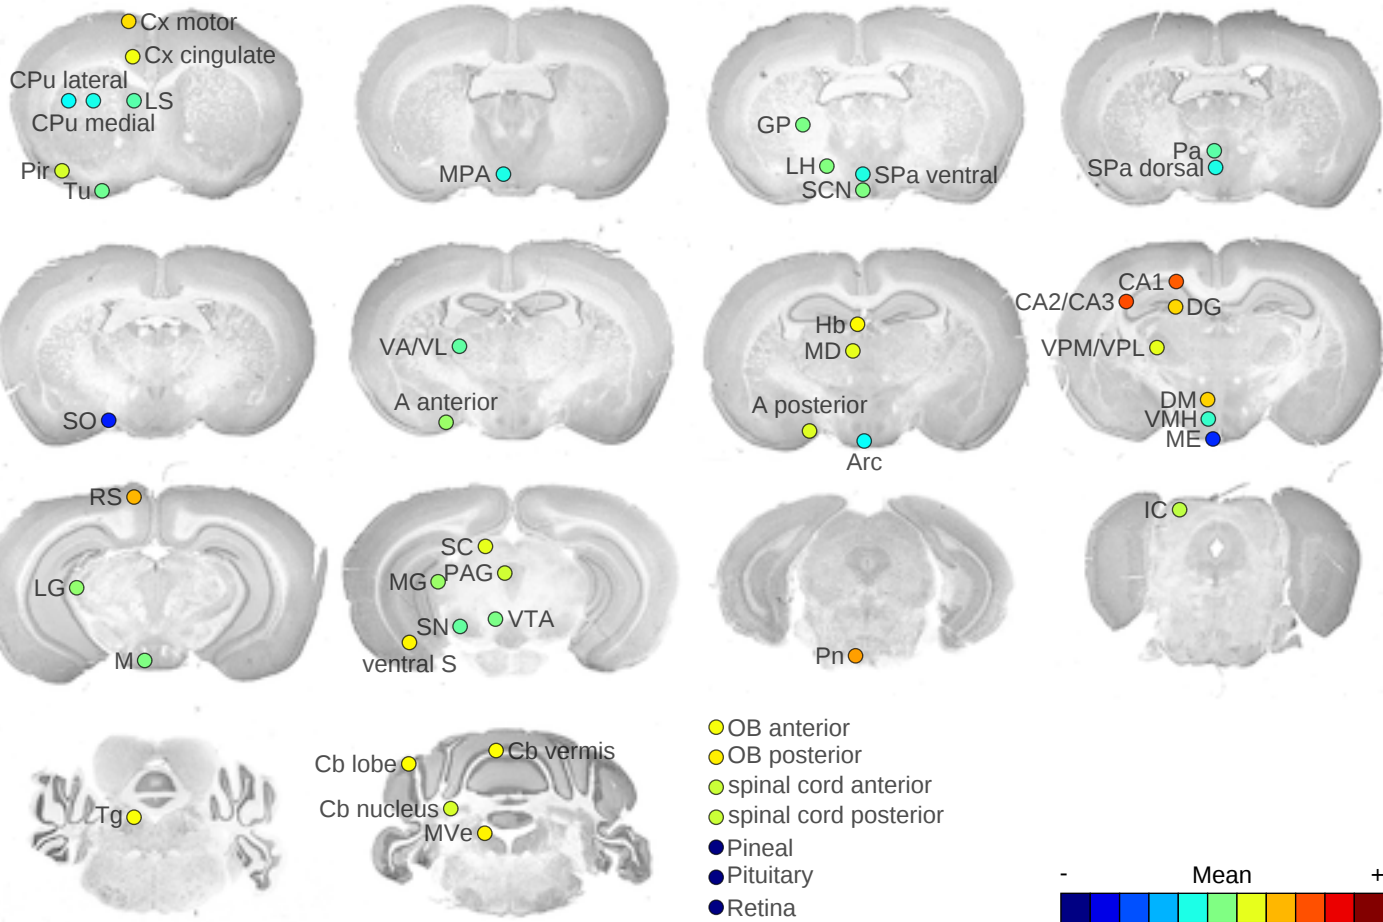 Cx motor
Cx cingulate
CPu lateral
LS
CPu medial
Pir
Tu
MPA
GP
LH
SPa ventral
SCN
Pa
SPa dorsal
SO
VA/VL
A anterior
Hb
MD
A posterior
Arc
CA1
CA2/CA3
DG
VPM/VPL
DM
VMH
ME
RS
LG
M
SC
PAG
MG
SN
VTA
ventral S
Pn
IC
Tg
Cb lobe
Cb vermis
Cb nucleus
MVe
OB anterior
OB posterior
spinal cord anterior
spinal cord posterior
Pineal
Pituitary
Retina
- Mean +